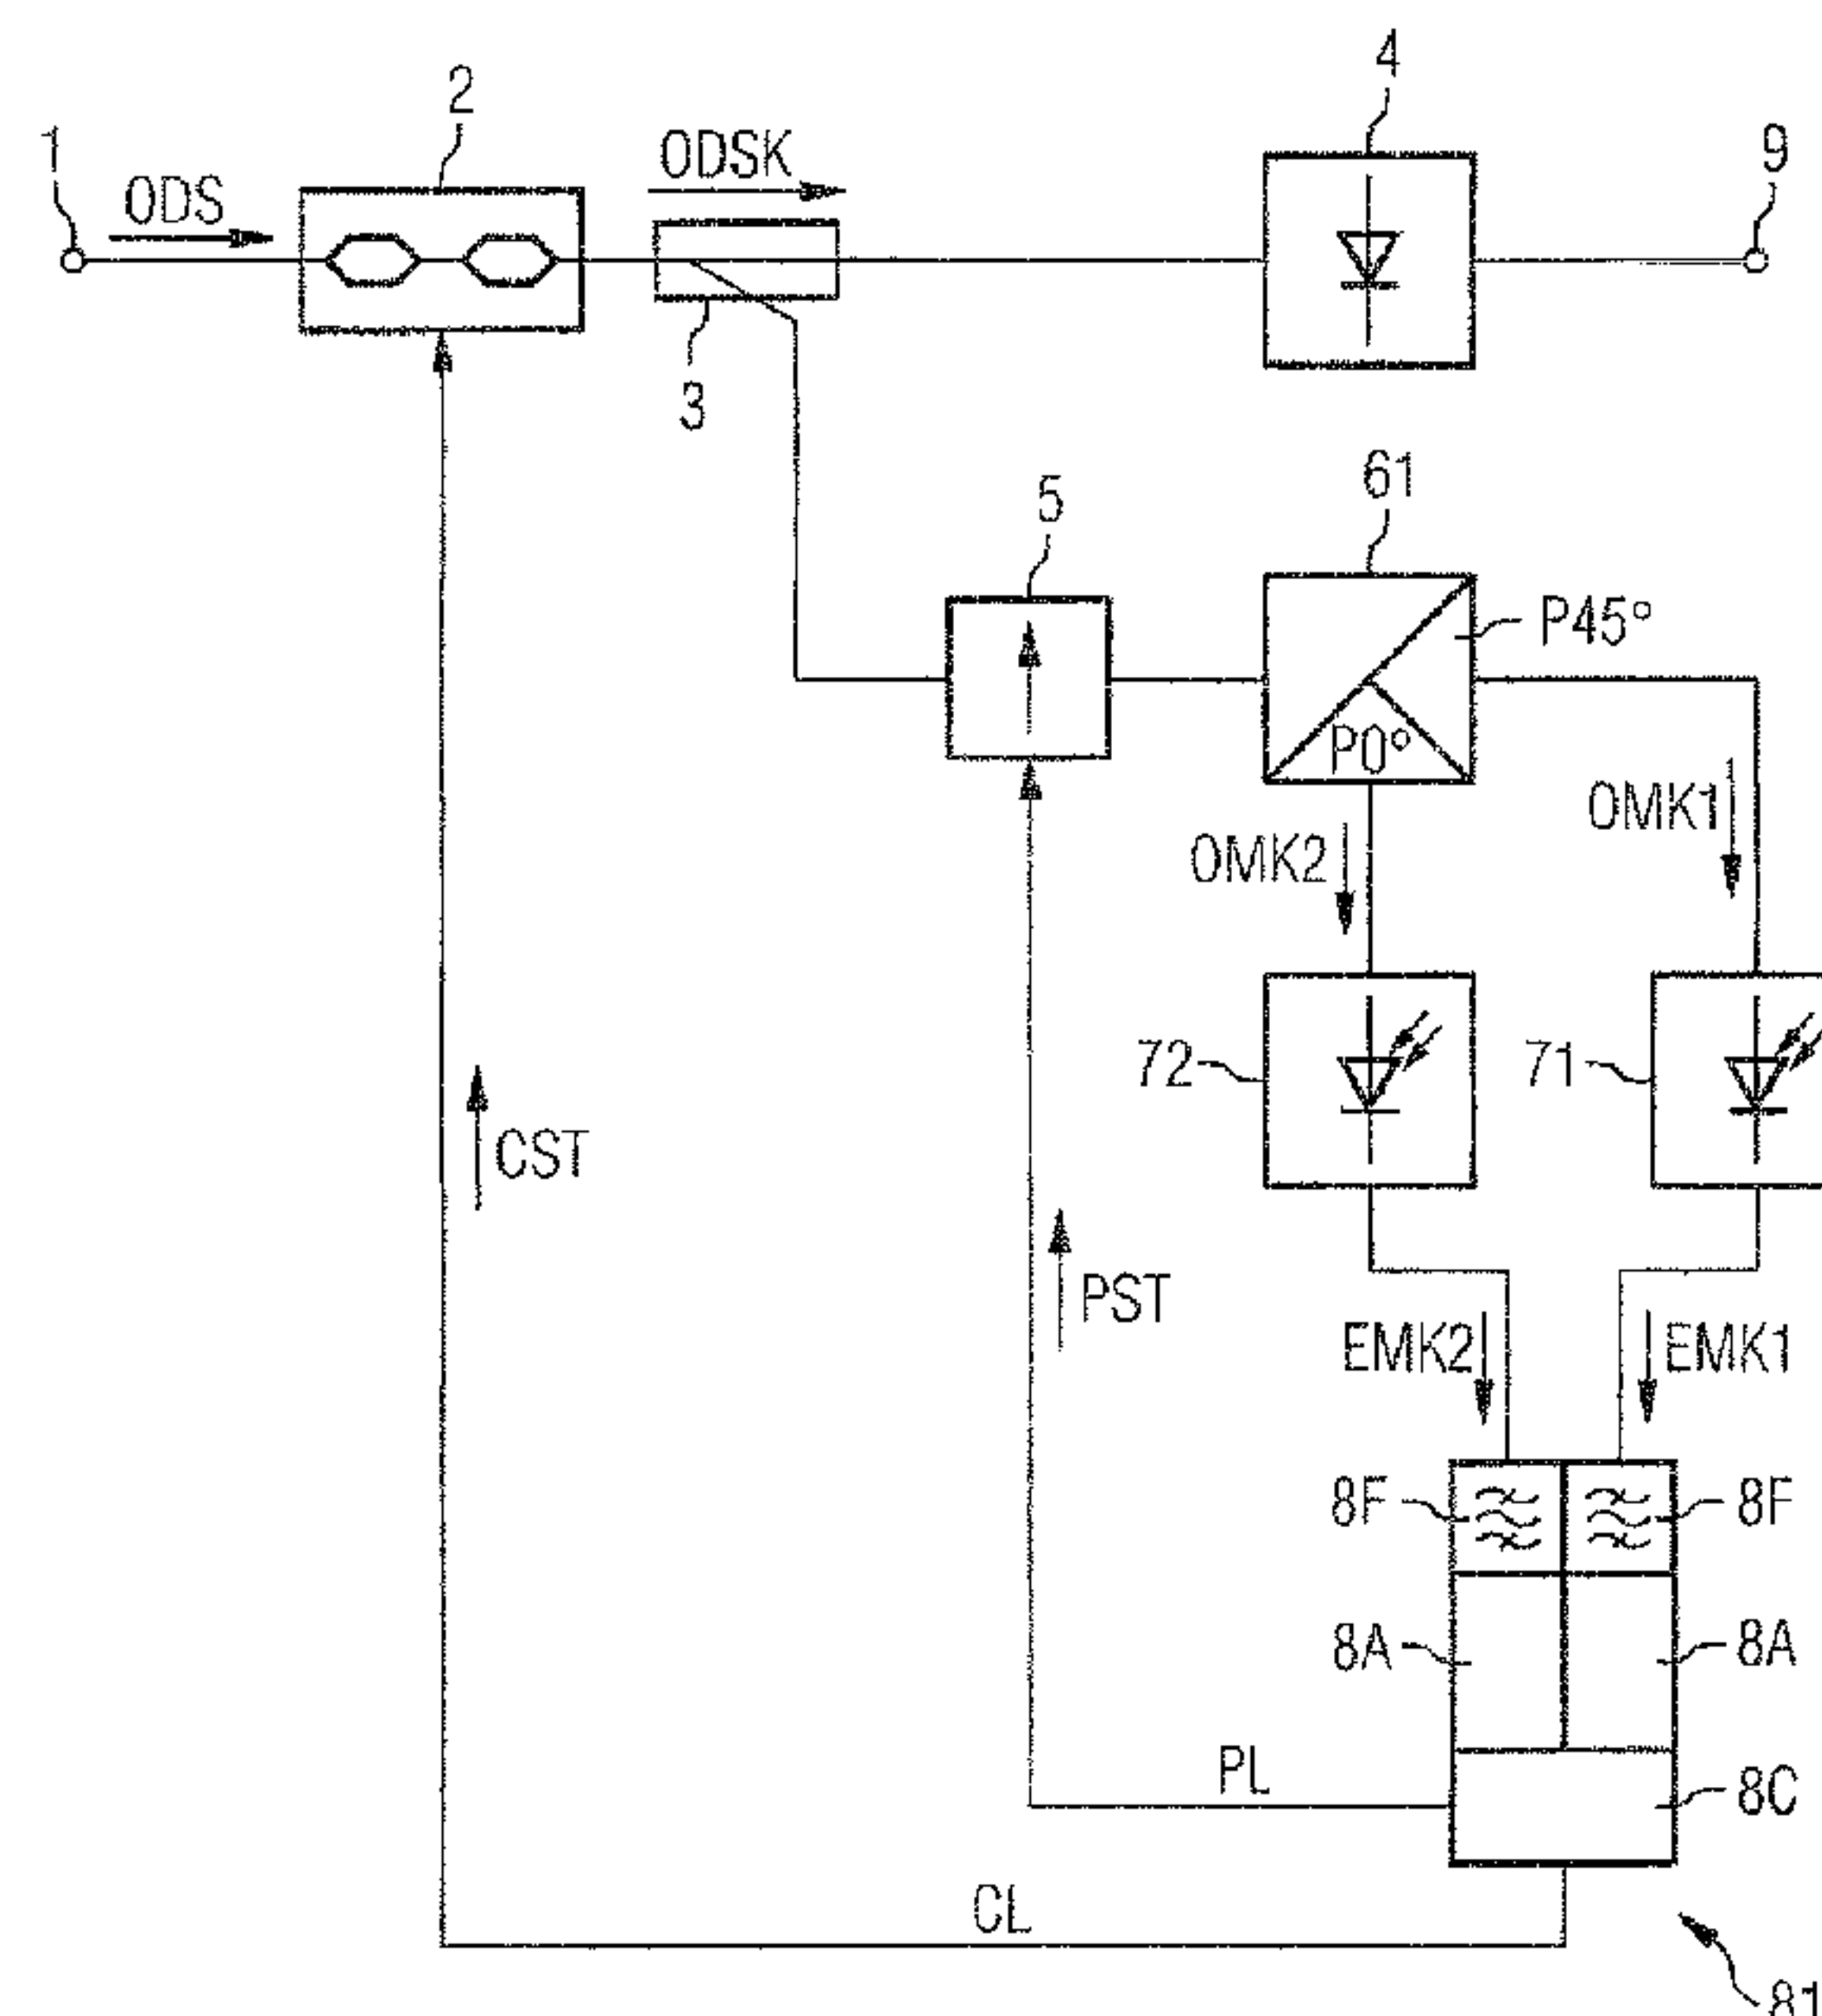 4
2
1
ODSK
9
ODS
3
61
5
P45°
P0°
OMK1
OMK2
72
71
CST
PST
EMK2
EMK1
8F
8F
8A
8A
PL
8C
CL
81